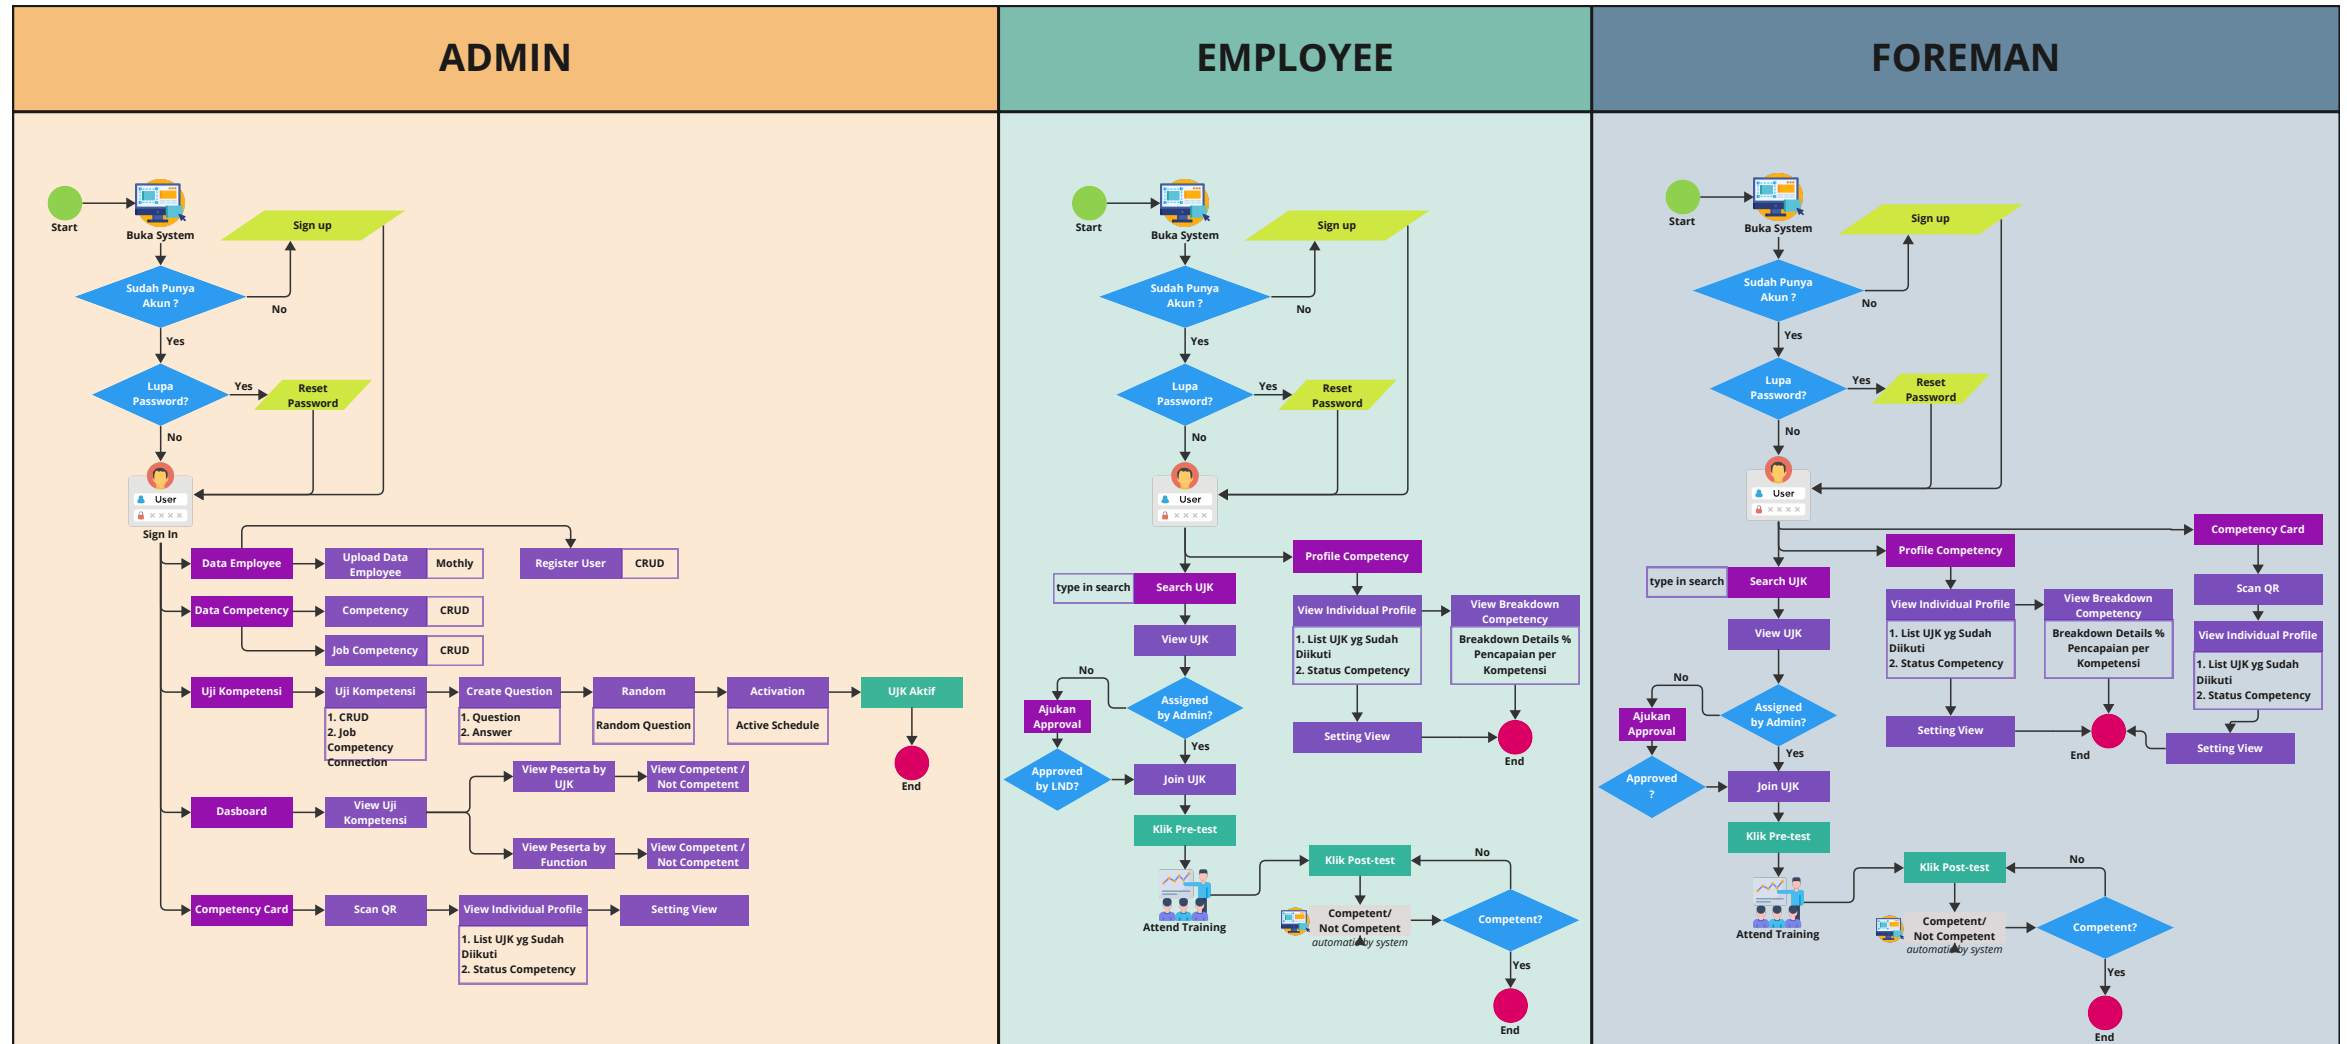 ADMIN
EMPLOYEE
FOREMAN
Start
Buka System
Sign up
Sudah Punya
Akun ?
No
Yes
Lupa
Password?
Yes
Reset
Password
No
User
××××
Sign In
Data Employee
Upload Data
Employee
Mothly
Register User
CRUD
Data Competency
Competency
CRUD
Job Competency
CRUD
Uji Kompetensi
Uji Kompetensi
1. CRUD
2. Job
Competency
Connection
Create Question
1. Question
2. Answer
Random
Random Question
Activation
Active Schedule
UJK Aktif
End
Dasboard
View Uji
Kompetensi
View Peserta by
UJK
View Competent /
Not Competent
View Peserta by
Function
View Competent /
Not Competent
Competency Card
Scan QR
View Individual Profile
1. List UJK yg Sudah
Diikuti
2. Status Competency
Setting View
Start
Buka System
Sign up
Sudah Punya
Akun ?
No
Yes
Lupa
Password?
Yes
Reset
Password
No
User
××××
Profile Competency
type in search
Search UJK
View Individual Profile
1. List UJK yg Sudah
Diikuti
2. Status Competency
View Breakdown
Competency
Breakdown Details %
Pencapaian per
Kompetensi
View UJK
No
Assigned
by Admin?
Ajukan
Approval
Yes
Setting View
End
Approved
by LND?
Join UJK
Klik Pre-test
Attend Training
Klik Post-test
No
Competent/
Not Competent
automatic by system
Competent?
Yes
End
Start
Buka System
Sign up
Sudah Punya
Akun ?
No
Yes
Lupa
Password?
Yes
Reset
Password
No
User
××××
Competency Card
Profile Competency
type in search
Search UJK
Scan QR
View Individual Profile
1. List UJK yg Sudah
Diikuti
2. Status Competency
View Breakdown
Competency
Breakdown Details %
Pencapaian per
Kompetensi
View Individual Profile
1. List UJK yg Sudah
Diikuti
2. Status Competency
View UJK
No
Assigned
by Admin?
Ajukan
Approval
Yes
Setting View
End
Setting View
Approved
?
Join UJK
Klik Pre-test
Attend Training
Klik Post-test
No
Competent/
Not Competent
automatic by system
Competent?
Yes
End